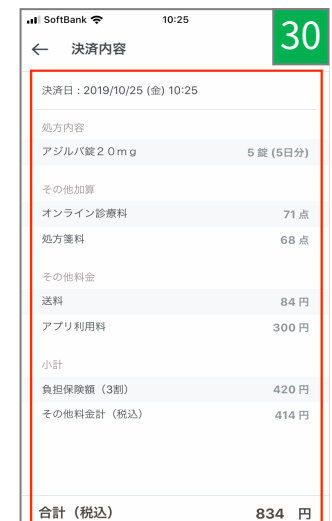 SoftBank 10:25
30
← 決済内容
決済日 : 2019/10/25 (金) 10:25
処方内容
アジルバ錠20mg 5 錠 (5日分)
その他加算
オンライン診療料 71 点
処方箋料 68 点
その他料金
送料 84 円
アプリ利用料 300 円
小計
負担保険額（3割） 420 円
その他料金計（税込） 414 円
合計（税込） 834 円